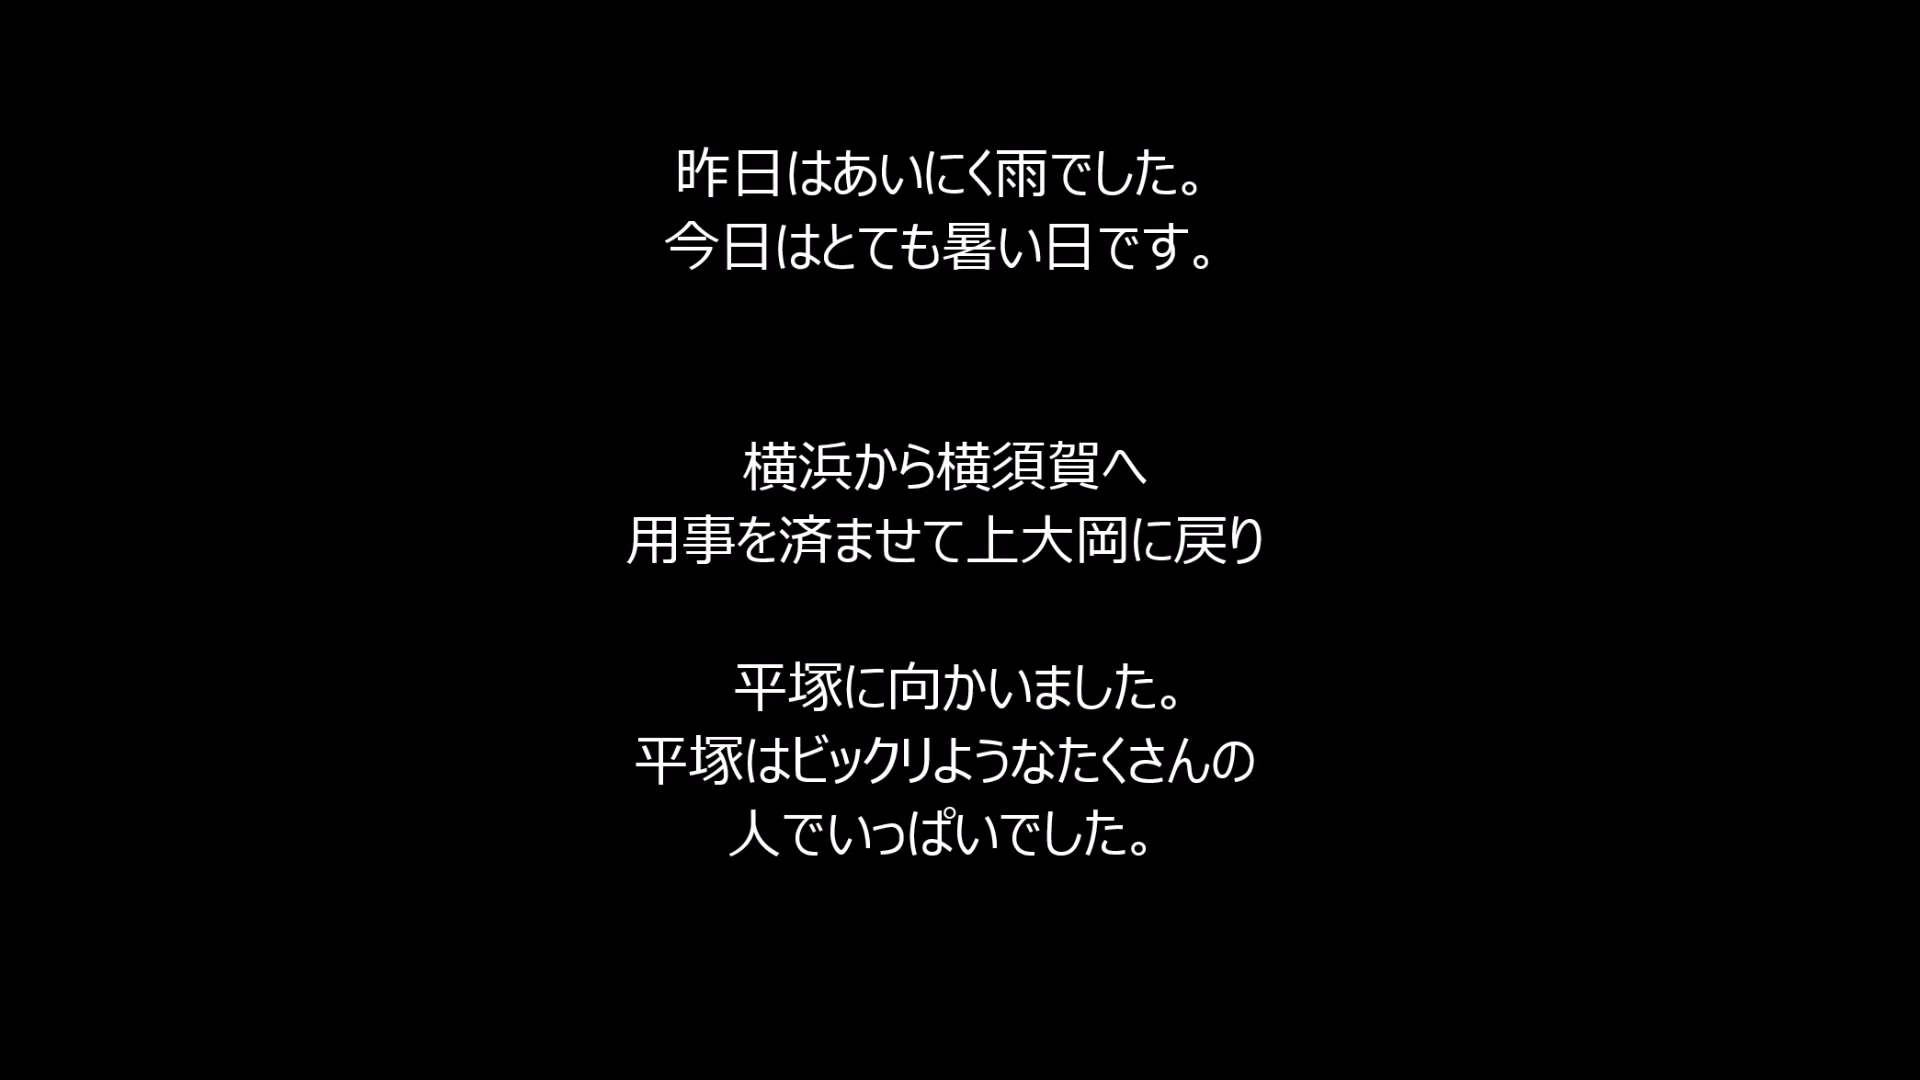 昨日はあいにく雨でした。
今日はとても暑い日です。
横浜から横須賀へ
用事を済ませて上大岡に戻り
平塚に向かいました。
平塚はビックリようなたくさんの
人でいっぱいでした。